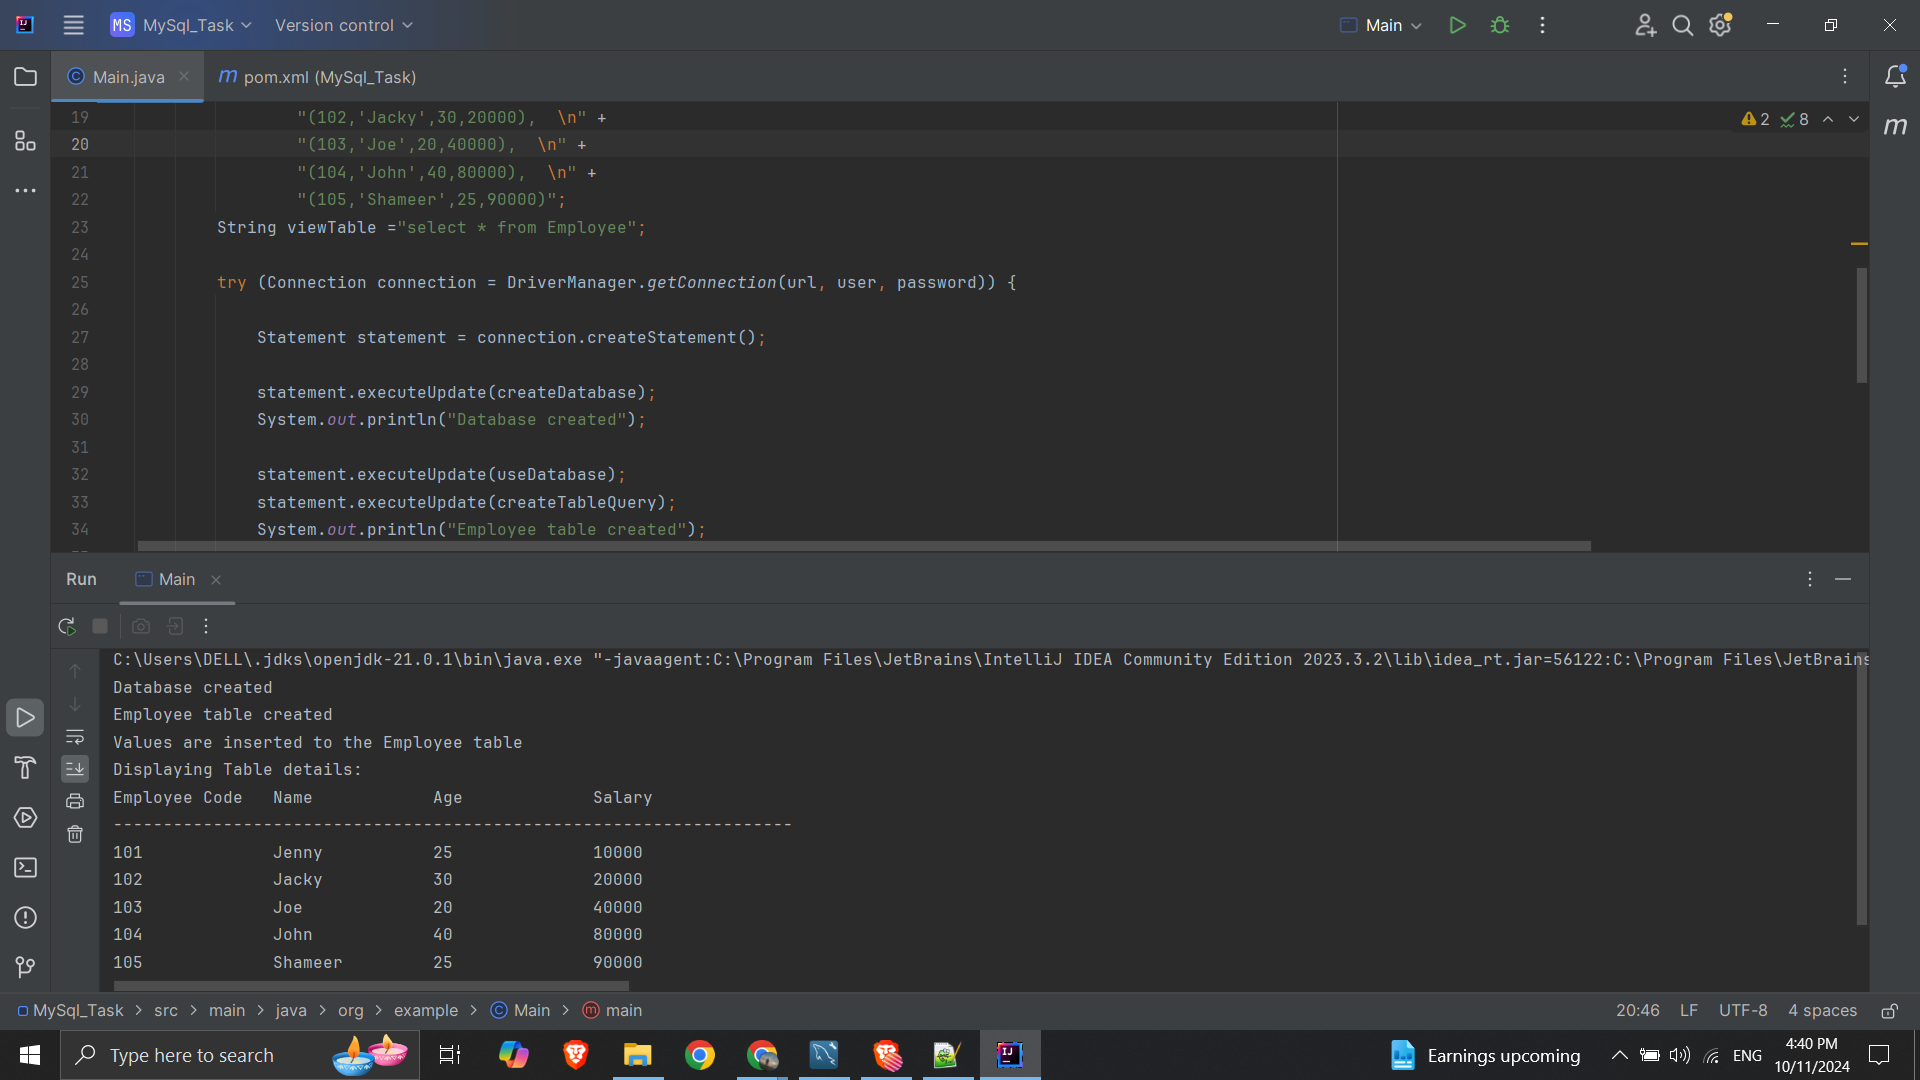 MS MySql_Task Version control Main
Main.java pom.xml (MySql_Task)
19 "(102,'Jacky',30,20000),  \n" +
20 "(103,'Joe',20,40000),  \n" +
21 "(104,'John',40,80000),  \n" +
22 "(105,'Shameer',25,90000)";
23 String viewTable ="select * from Employee";
24
25 try (Connection connection = DriverManager.getConnection(url, user, password)) {
26
27 Statement statement = connection.createStatement();
28
29 statement.executeUpdate(createDatabase);
30 System.out.println("Database created");
31
32 statement.executeUpdate(useDatabase);
33 statement.executeUpdate(createTableQuery);
34 System.out.println("Employee table created");
2 8
Run Main
C:\Users\DELL\.jdks\openjdk-21.0.1\bin\java.exe "-javaagent:C:\Program Files\JetBrains\IntelliJ IDEA Community Edition 2023.3.2\lib\idea_rt.jar=56122:C:\Program Files\JetBrains
Database created
Employee table created
Values are inserted to the Employee table
Displaying Table details:
Employee Code Name Age Salary
--------------------------------------------------------------------
101 Jenny 25 10000
102 Jacky 30 20000
103 Joe 20 40000
104 John 40 80000
105 Shameer 25 90000
MySql_Task > src > main > java > org > example > Main > main 20:46 LF UTF-8 4 spaces
Type here to search Earnings upcoming ENG 4:40 PM
10/11/2024